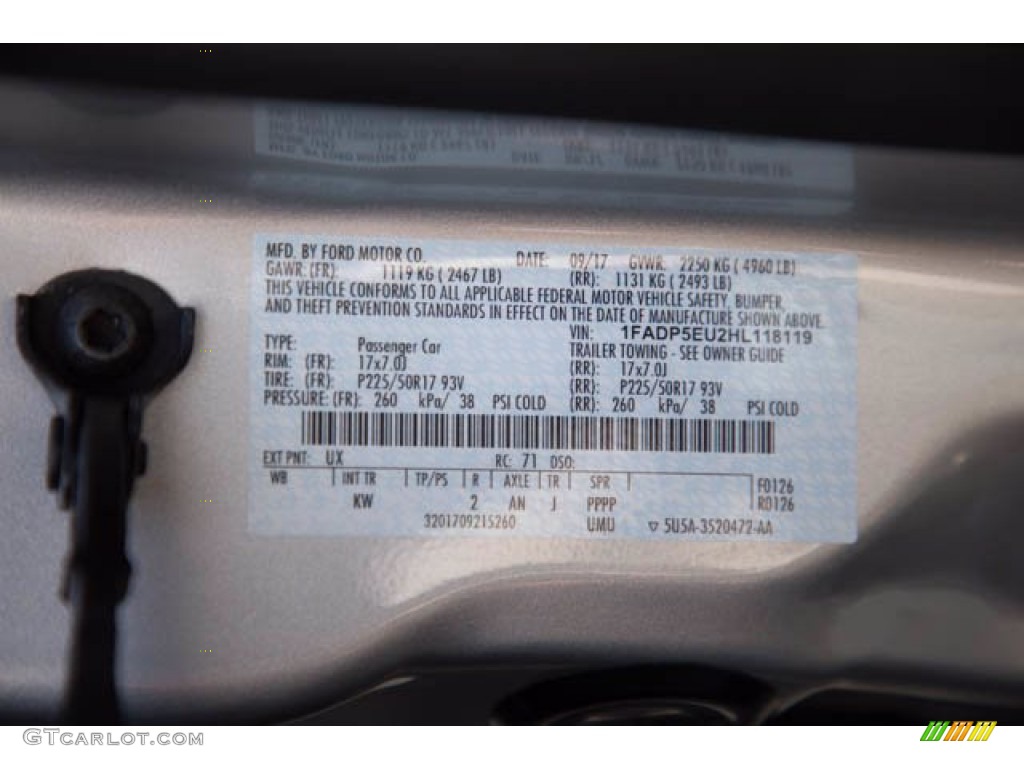 MFD. BY FORD MOTOR CO. DATE: 09/17 GVWR: 2250 KG ( 4960 LB)
GAWR: (FR): 1119 KG ( 2467 LB) (RR): 1131 KG ( 2493 LB)
THIS VEHICLE CONFORMS TO ALL APPLICABLE FEDERAL MOTOR VEHICLE SAFETY, BUMPER,
AND THEFT PREVENTION STANDARDS IN EFFECT ON THE DATE OF MANUFACTURE SHOWN ABOVE.
VIN: 1FADP5EU2HL118119
TYPE: Passenger Car TRAILER TOWING - SEE OWNER GUIDE
RIM: (FR): 17x7.0J (RR): 17x7.0J
TIRE: (FR): P225/50R17 93V (RR): P225/50R17 93V
PRESSURE: (FR): 260 kPa/ 38 PSI COLD (RR): 260 kPa/ 38 PSI COLD
EXT PNT: UX RC: 71 DSO:
WB INT TR TP/PS R AXLE TR SPR F0126
KW 2 AN J PPPP R0126
3201709215260 UMU ▽ 5U5A-3520472-AA
GTCARLOT.COM